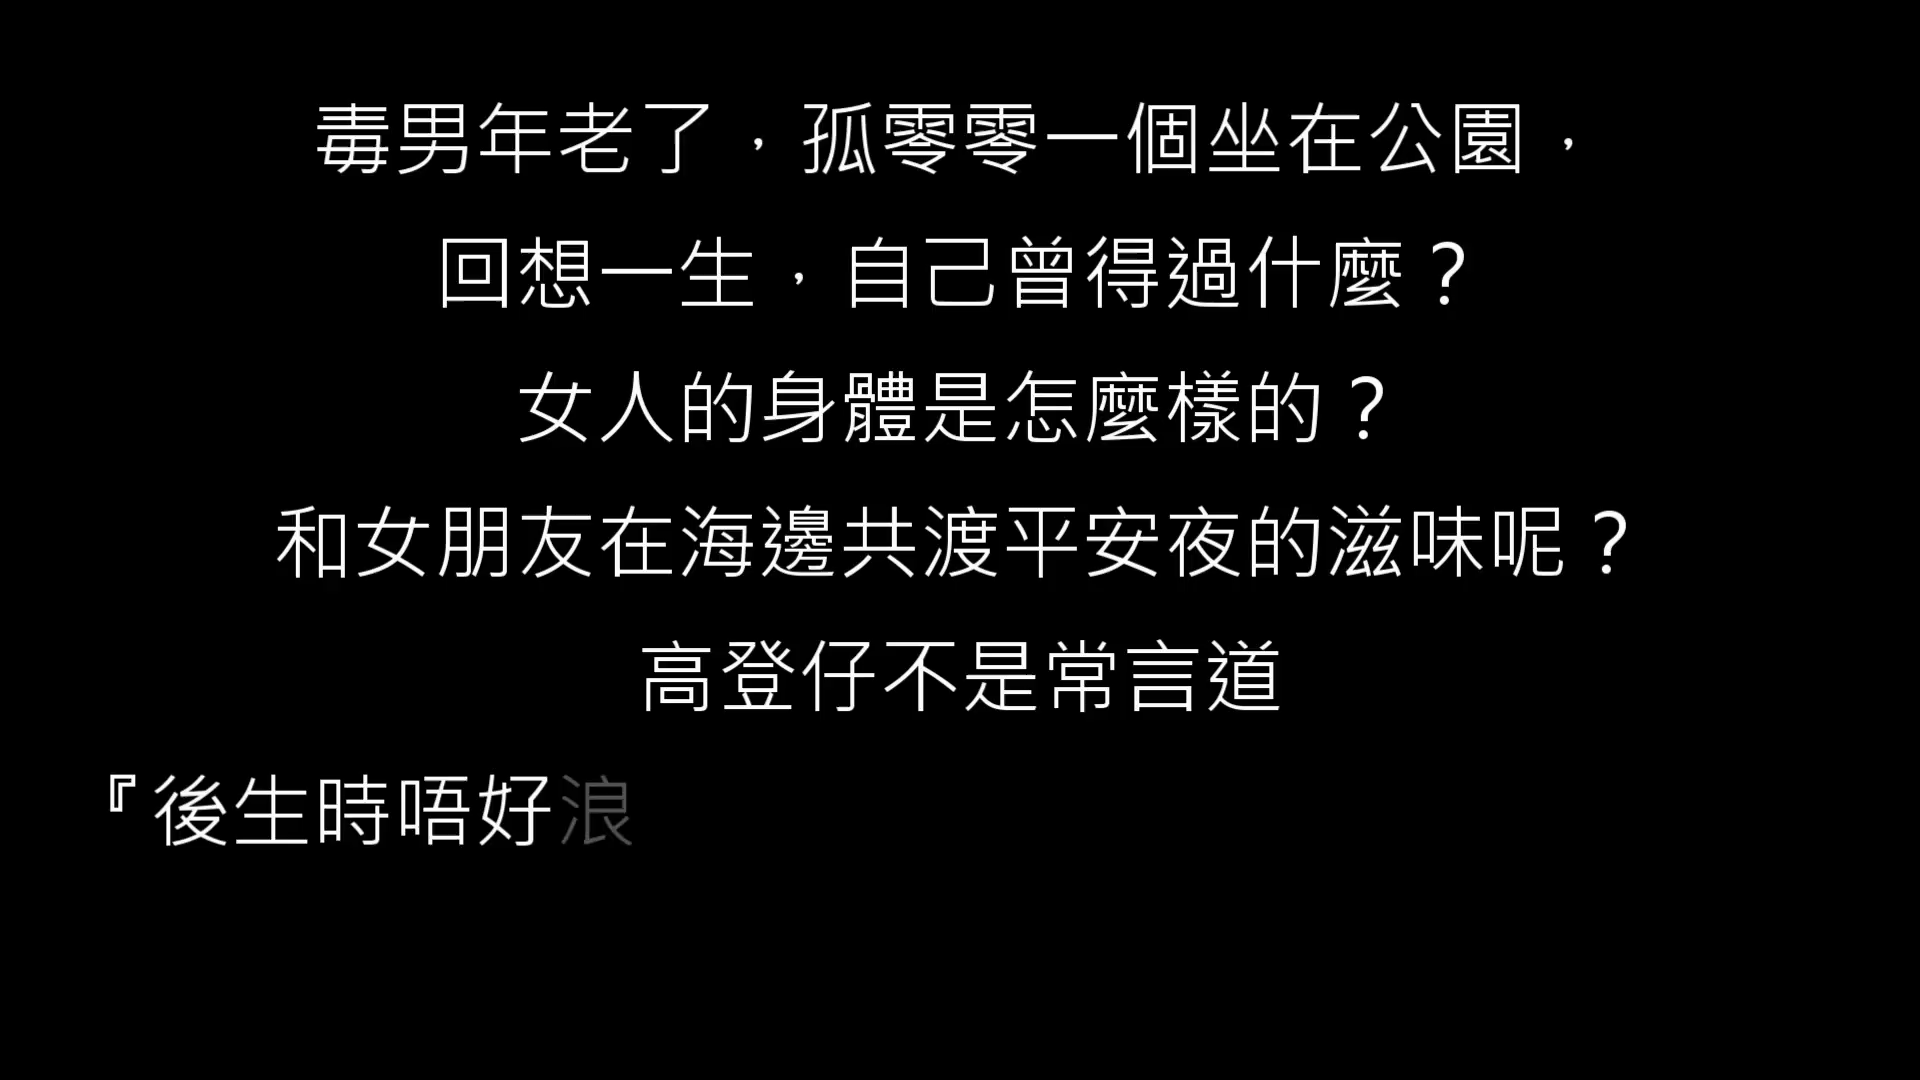 毒男年老了，孤零零一個坐在公園，
回想一生，自己曾得過什麼？
女人的身體是怎麼樣的？
和女朋友在海邊共渡平安夜的滋味呢？
高登仔不是常言道
『後生時唔好浪